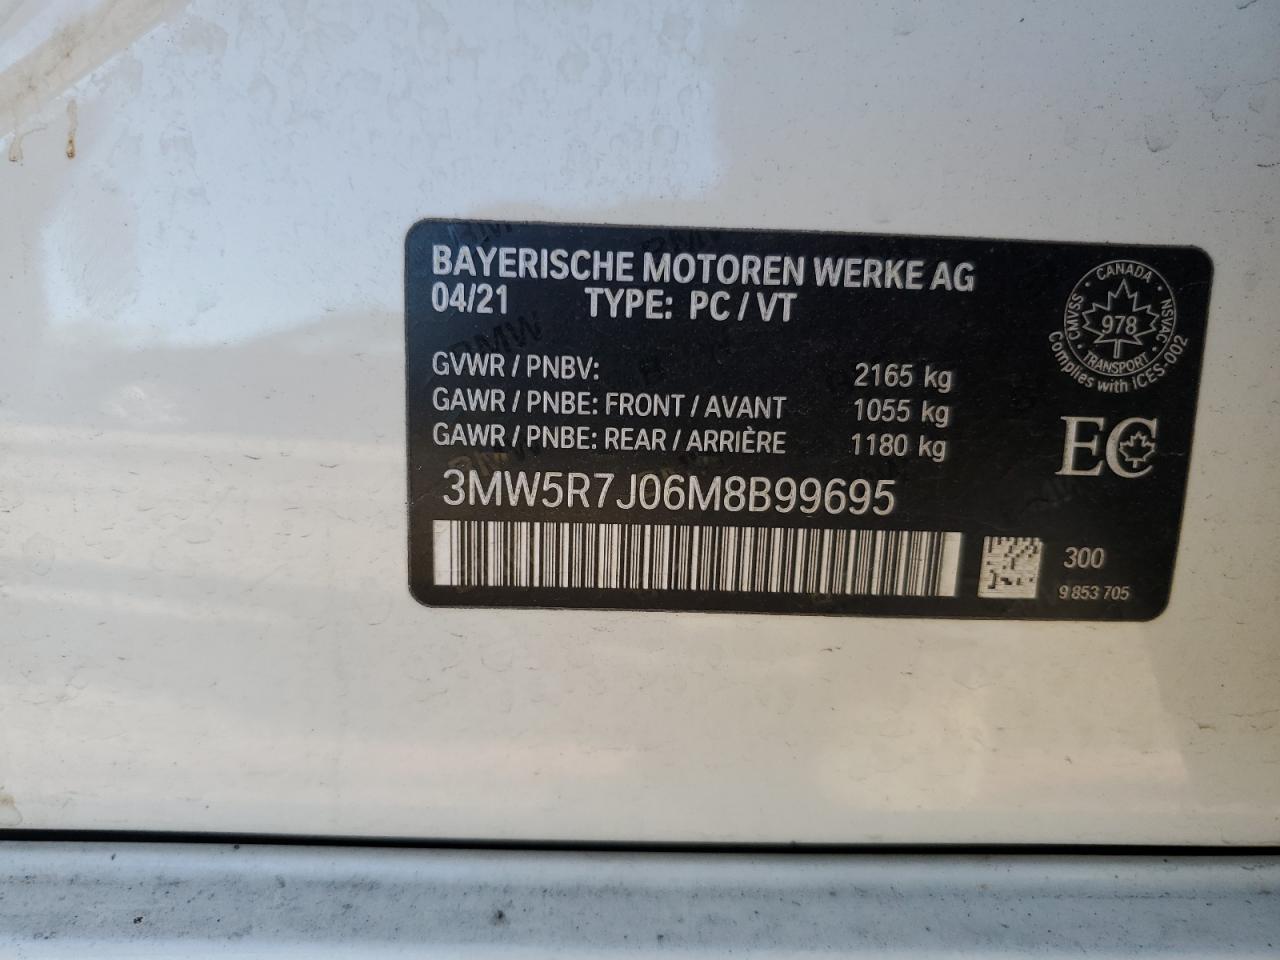 BAYERISCHE MOTOREN WERKE AG
04/21 TYPE: PC / VT
GVWR / PNBV: 2165 kg
GAWR / PNBE: FRONT / AVANT 1055 kg
GAWR / PNBE: REAR / ARRIÈRE 1180 kg
3MW5R7J06M8B99695
CANADA
CMVSS
NSVAC
978
TRANSPORT
Complies with ICES-002
EC
300
9 853 705